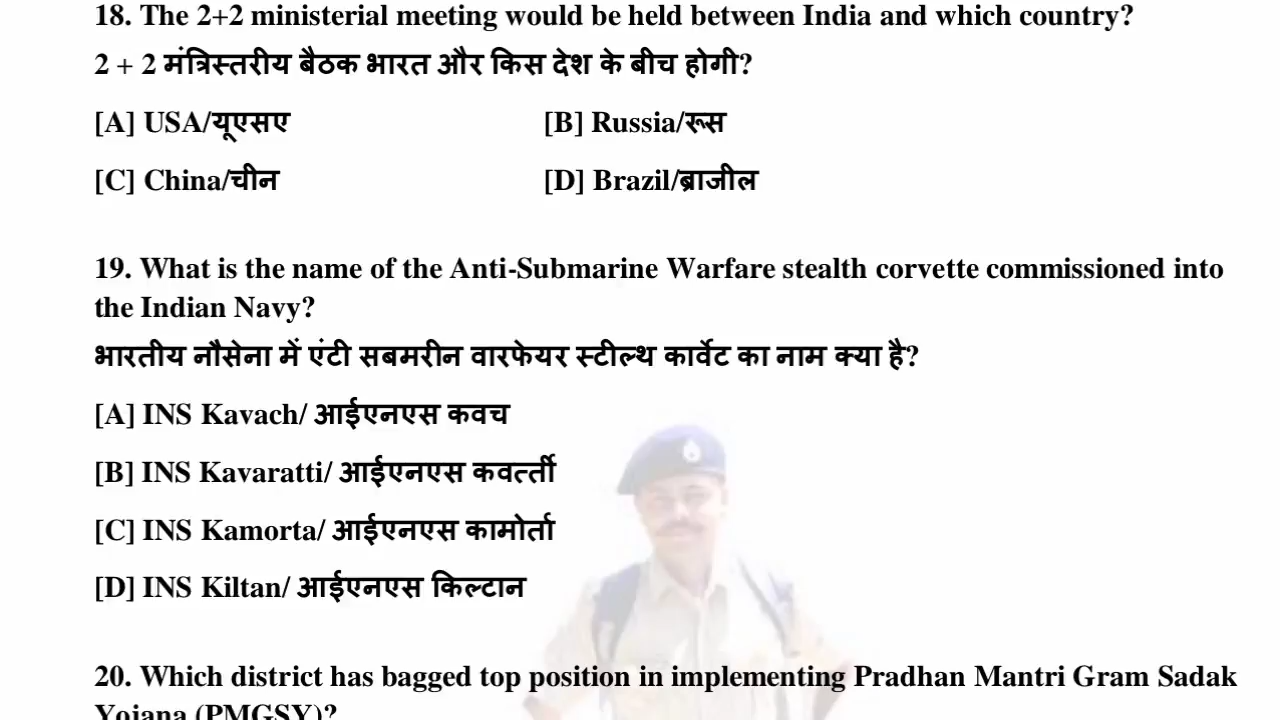 18. The 2+2 ministerial meeting would be held between India and which country?
2 + 2 मंत्रिस्तरीय बैठक भारत और किस देश के बीच होगी?
[A] USA/यूएसए [B] Russia/रूस
[C] China/चीन [D] Brazil/ब्राजील
19. What is the name of the Anti-Submarine Warfare stealth corvette commissioned into
the Indian Navy?
भारतीय नौसेना में एंटी सबमरीन वारफेयर स्टील्थ कार्वेट का नाम क्या है?
[A] INS Kavach/ आईएनएस कवच
[B] INS Kavaratti/ आईएनएस कवर्त्ती
[C] INS Kamorta/ आईएनएस कामोर्ता
[D] INS Kiltan/ आईएनएस किल्टान
20. Which district has bagged top position in implementing Pradhan Mantri Gram Sadak
Yojana (PMGSY)?